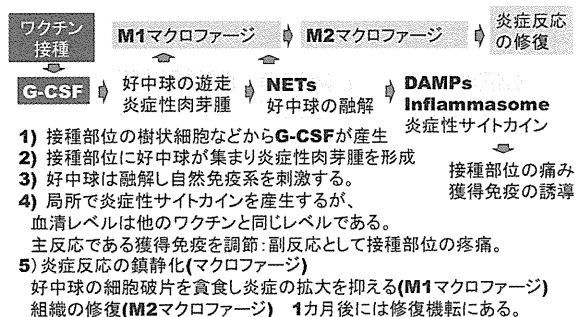 ワクチン
接種
M1マクロファージ
M2マクロファージ
炎症反応
の修復
G-CSF
好中球の遊走
炎症性肉芽腫
NETs
好中球の融解
DAMPs
Inflammasome
炎症性サイトカイン
1) 接種部位の樹状細胞などからG-CSFが産生
2) 接種部位に好中球が集まり炎症性肉芽腫を形成
3) 好中球は融解し自然免疫系を刺激する。
4) 局所で炎症性サイトカインを産生するが、
血清レベルは他のワクチンと同じレベルである。
主反応である獲得免疫を調節:副反応として接種部位の疼痛。
接種部位の痛み
獲得免疫の誘導
5)炎症反応の鎮静化(マクロファージ)
好中球の細胞破片を貪食し炎症の拡大を抑える(M1マクロファージ)
組織の修復(M2マクロファージ) 1カ月後には修復機転にある。